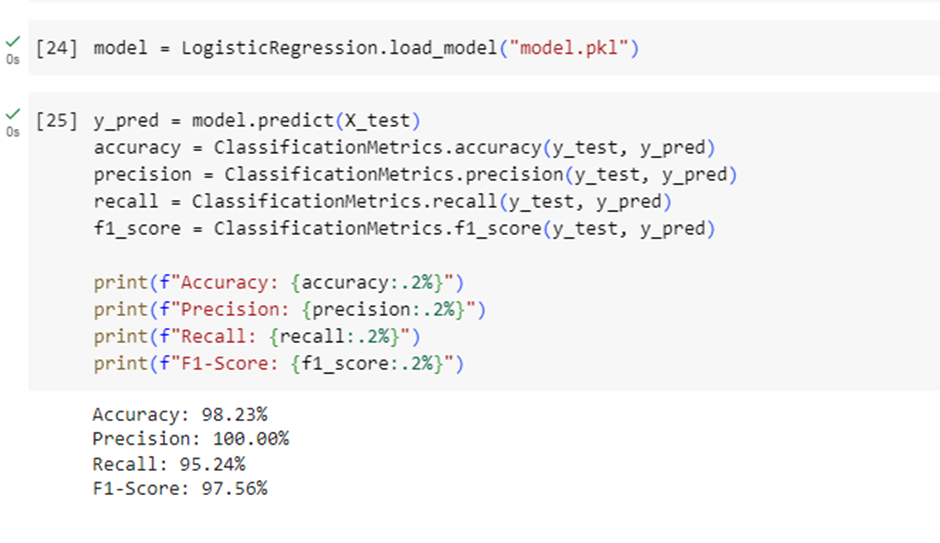 0s
[24] model = LogisticRegression.load_model("model.pkl")
0s
[25] y_pred = model.predict(X_test)
accuracy = ClassificationMetrics.accuracy(y_test, y_pred)
precision = ClassificationMetrics.precision(y_test, y_pred)
recall = ClassificationMetrics.recall(y_test, y_pred)
f1_score = ClassificationMetrics.f1_score(y_test, y_pred)
print(f"Accuracy: {accuracy:.2%}")
print(f"Precision: {precision:.2%}")
print(f"Recall: {recall:.2%}")
print(f"F1-Score: {f1_score:.2%}")
Accuracy: 98.23%
Precision: 100.00%
Recall: 95.24%
F1-Score: 97.56%